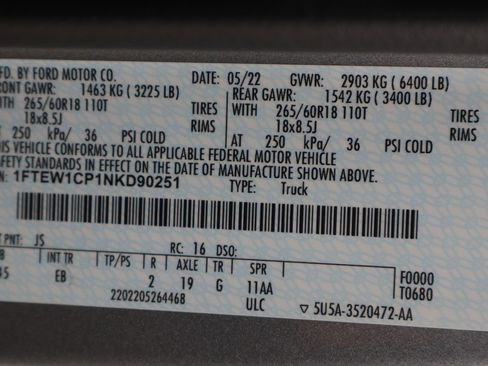 FD. BY FORD MOTOR CO.
DATE: 05/22 GVWR: 2903 KG ( 6400 LB)
FRONT GAWR: 1463 KG ( 3225 LB) REAR GAWR: 1542 KG ( 3400 LB)
WITH 265/60R18 110T TIRES WITH 265/60R18 110T TIRES
18x8.5J RIMS 18x8.5J RIMS
AT 250 kPa/ 36 PSI COLD AT 250 kPa/ 36 PSI COLD
THIS VEHICLE CONFORMS TO ALL APPLICABLE FEDERAL MOTOR VEHICLE
SAFETY STANDARDS IN EFFECT ON THE DATE OF MANUFACTURE SHOWN ABOVE.
1FTEW1CP1NKD90251 TYPE: Truck
T PNT: JS RC: 16 DSO:
B INT TR TP/PS R AXLE TR SPR F0000
45 EB 2 19 G 11AA T0680
2202205264468 ULC ▽ 5U5A-3520472-AA